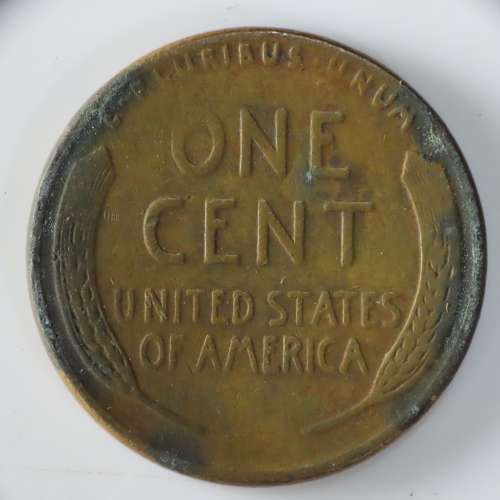 E PLURIBUS UNUM
ONE
CENT
UNITED STATES
OF AMERICA